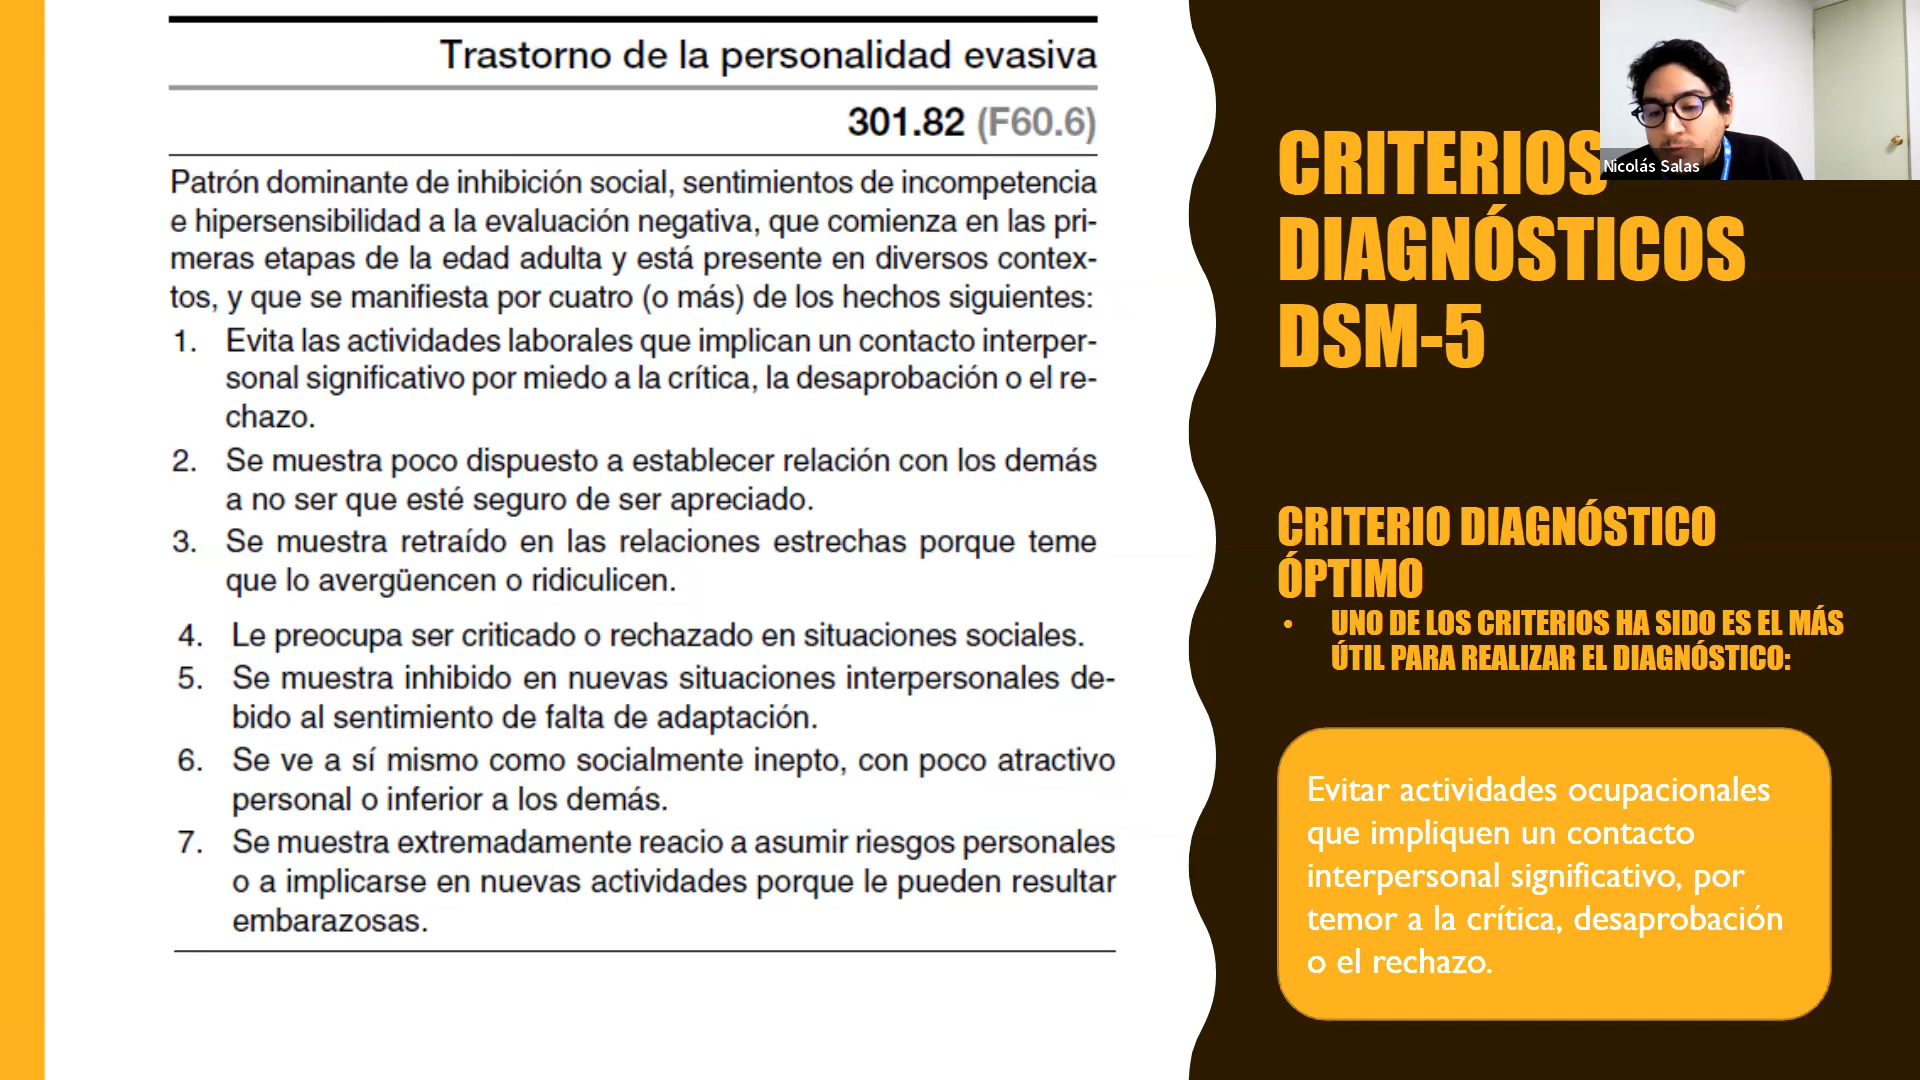 Trastorno de la personalidad evasiva
301.82 (F60.6)
Patrón dominante de inhibición social, sentimientos de incompetencia
e hipersensibilidad a la evaluación negativa, que comienza en las pri-
meras etapas de la edad adulta y está presente en diversos contex-
tos, y que se manifiesta por cuatro (o más) de los hechos siguientes:
1. Evita las actividades laborales que implican un contacto interper-
sonal significativo por miedo a la crítica, la desaprobación o el re-
chazo.
2. Se muestra poco dispuesto a establecer relación con los demás
a no ser que esté seguro de ser apreciado.
3. Se muestra retraído en las relaciones estrechas porque teme
que lo avergüencen o ridiculicen.
4. Le preocupa ser criticado o rechazado en situaciones sociales.
5. Se muestra inhibido en nuevas situaciones interpersonales de-
bido al sentimiento de falta de adaptación.
6. Se ve a sí mismo como socialmente inepto, con poco atractivo
personal o inferior a los demás.
7. Se muestra extremadamente reacio a asumir riesgos personales
o a implicarse en nuevas actividades porque le pueden resultar
embarazosas.
CRITERIOS
DIAGNÓSTICOS
DSM-5
Nicolás Salas
CRITERIO DIAGNÓSTICO
ÓPTIMO
• UNO DE LOS CRITERIOS HA SIDO ES EL MÁS
ÚTIL PARA REALIZAR EL DIAGNÓSTICO:
Evitar actividades ocupacionales
que impliquen un contacto
interpersonal significativo, por
temor a la crítica, desaprobación
o el rechazo.